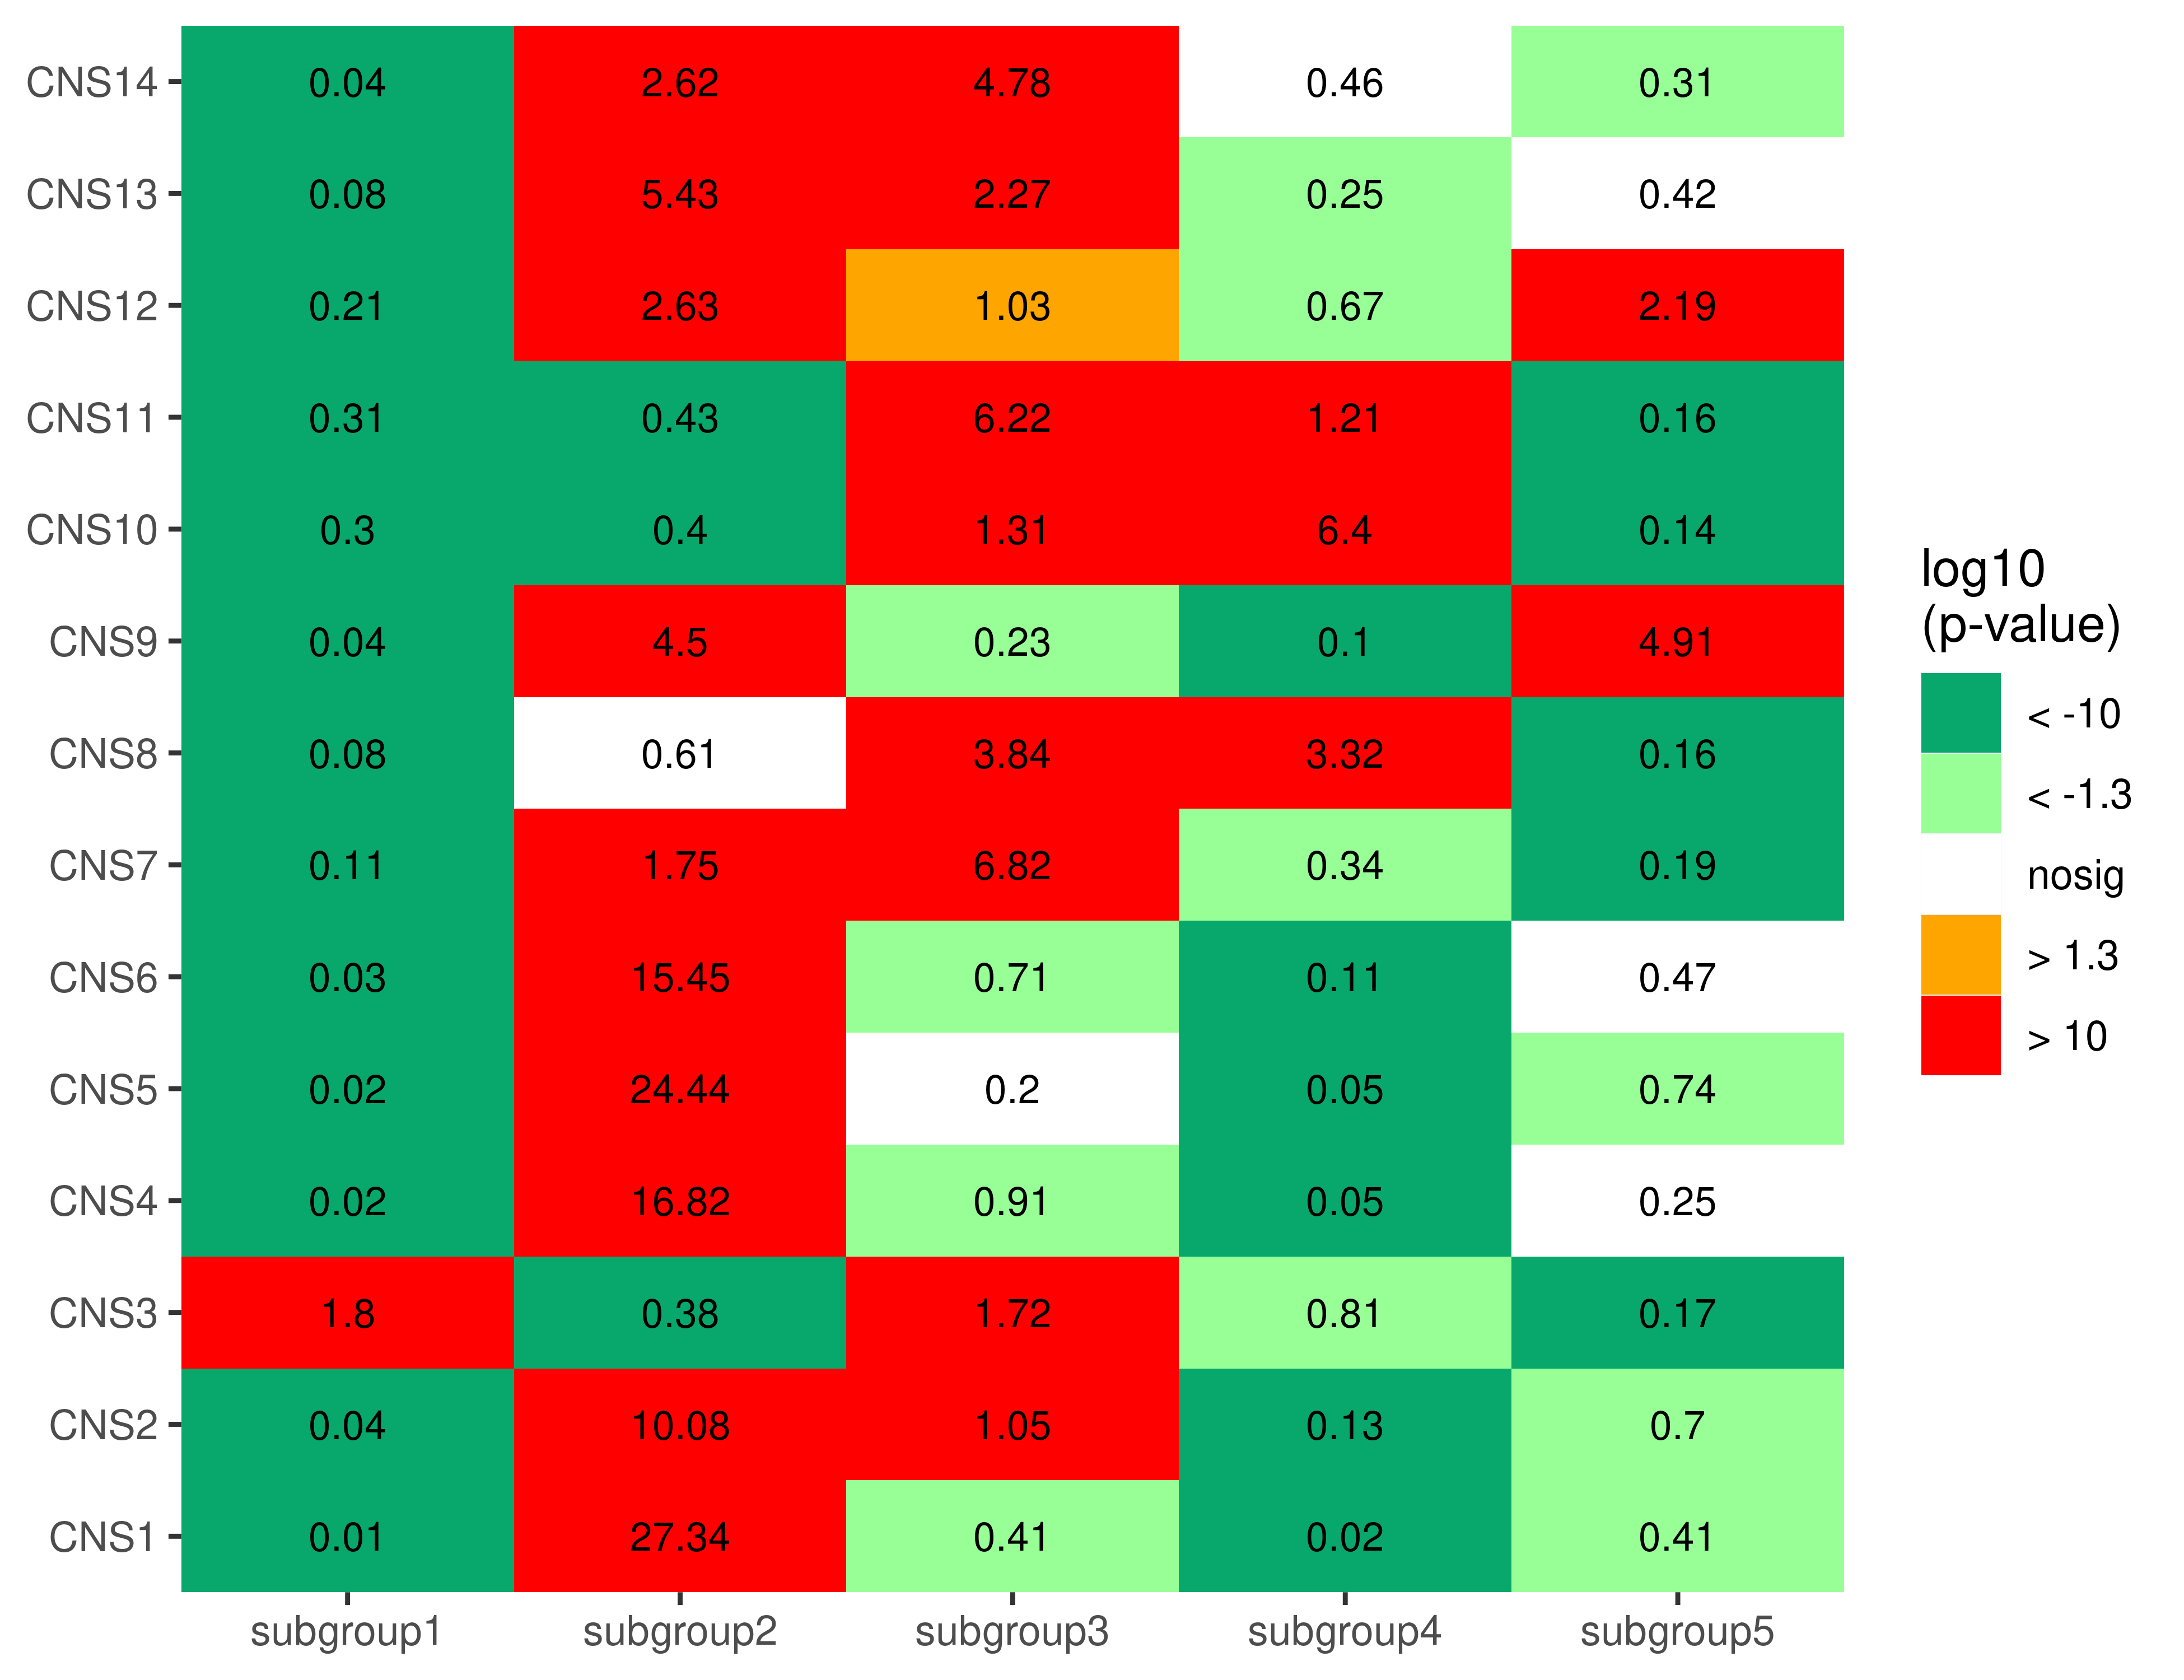 CNS14 0.04 2.62 4.78 0.46 0.31
CNS13 0.08 5.43 2.27 0.25 0.42
CNS12 0.21 2.63 1.03 0.67 2.19
CNS11 0.31 0.43 6.22 1.21 0.16
CNS10 0.3 0.4 1.31 6.4 0.14
CNS9 0.04 4.5 0.23 0.1 4.91
CNS8 0.08 0.61 3.84 3.32 0.16
CNS7 0.11 1.75 6.82 0.34 0.19
CNS6 0.03 15.45 0.71 0.11 0.47
CNS5 0.02 24.44 0.2 0.05 0.74
CNS4 0.02 16.82 0.91 0.05 0.25
CNS3 1.8 0.38 1.72 0.81 0.17
CNS2 0.04 10.08 1.05 0.13 0.7
CNS1 0.01 27.34 0.41 0.02 0.41
subgroup1 subgroup2 subgroup3 subgroup4 subgroup5
log10
(p-value)
< -10
< -1.3
nosig
> 1.3
> 10